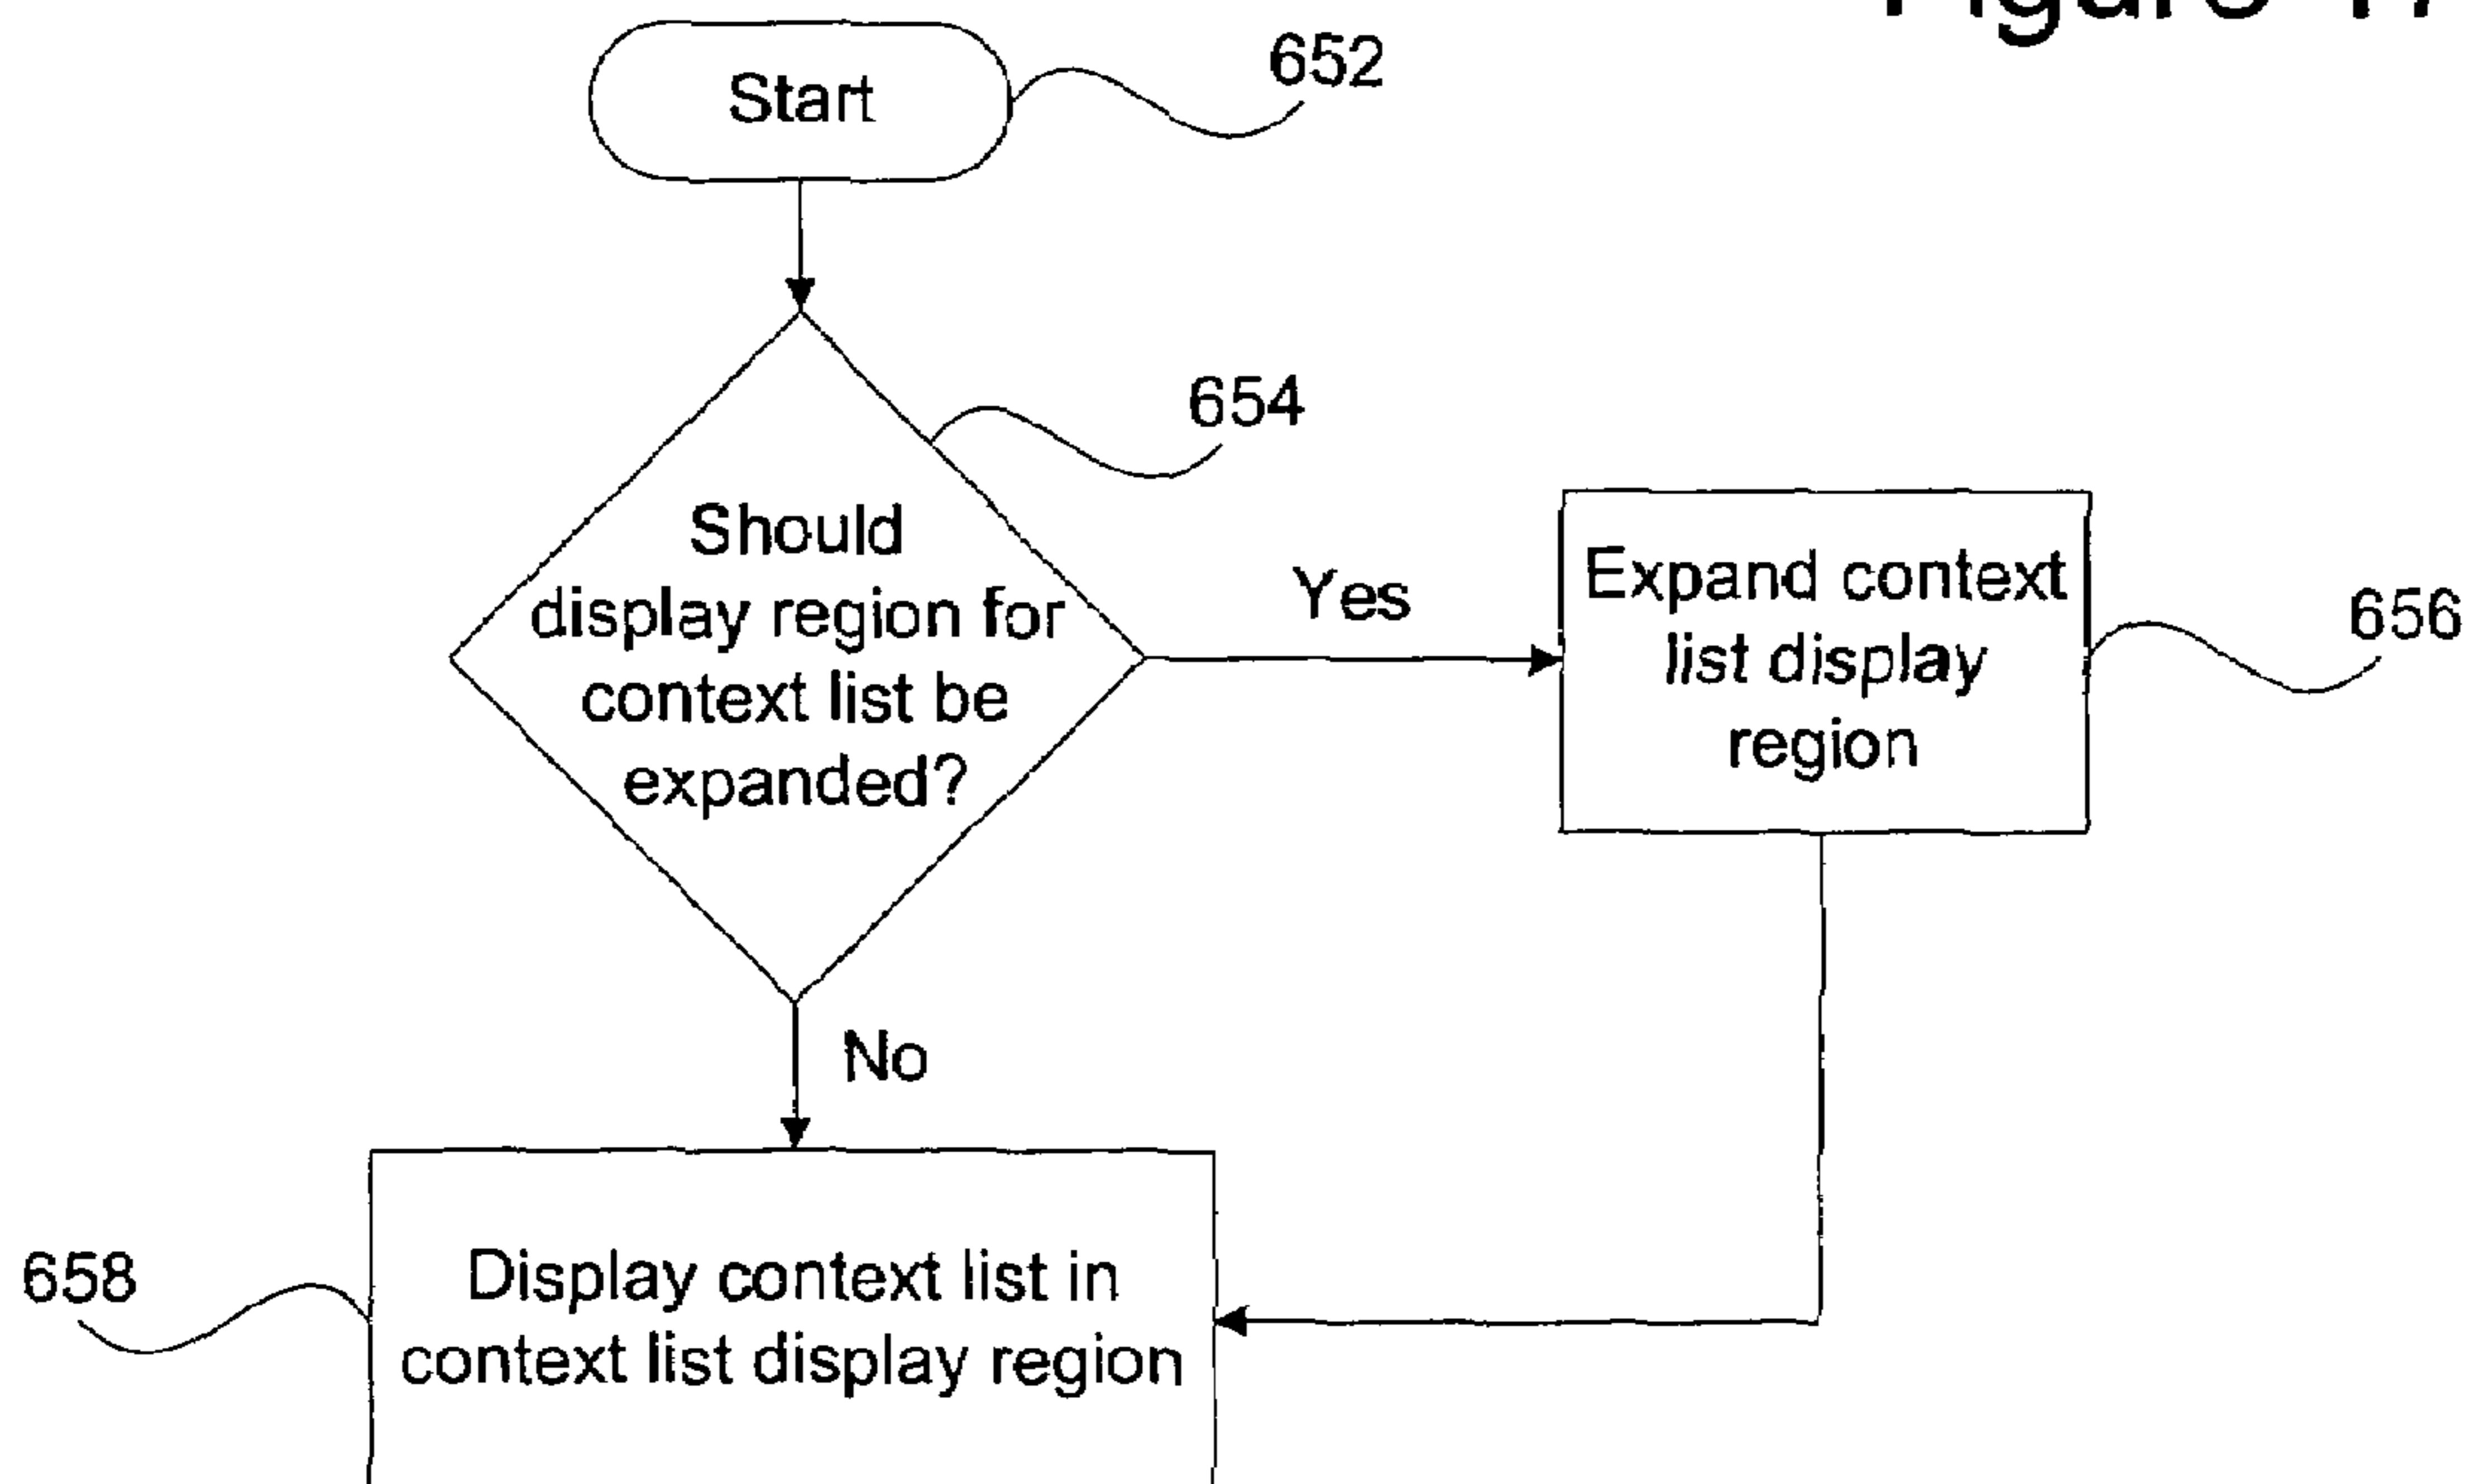 Figure
Start
652
654
Should
display region for
context list be
expanded?
Yes
Expand context
list display
region
656
No
658
Display context list in
context list display region